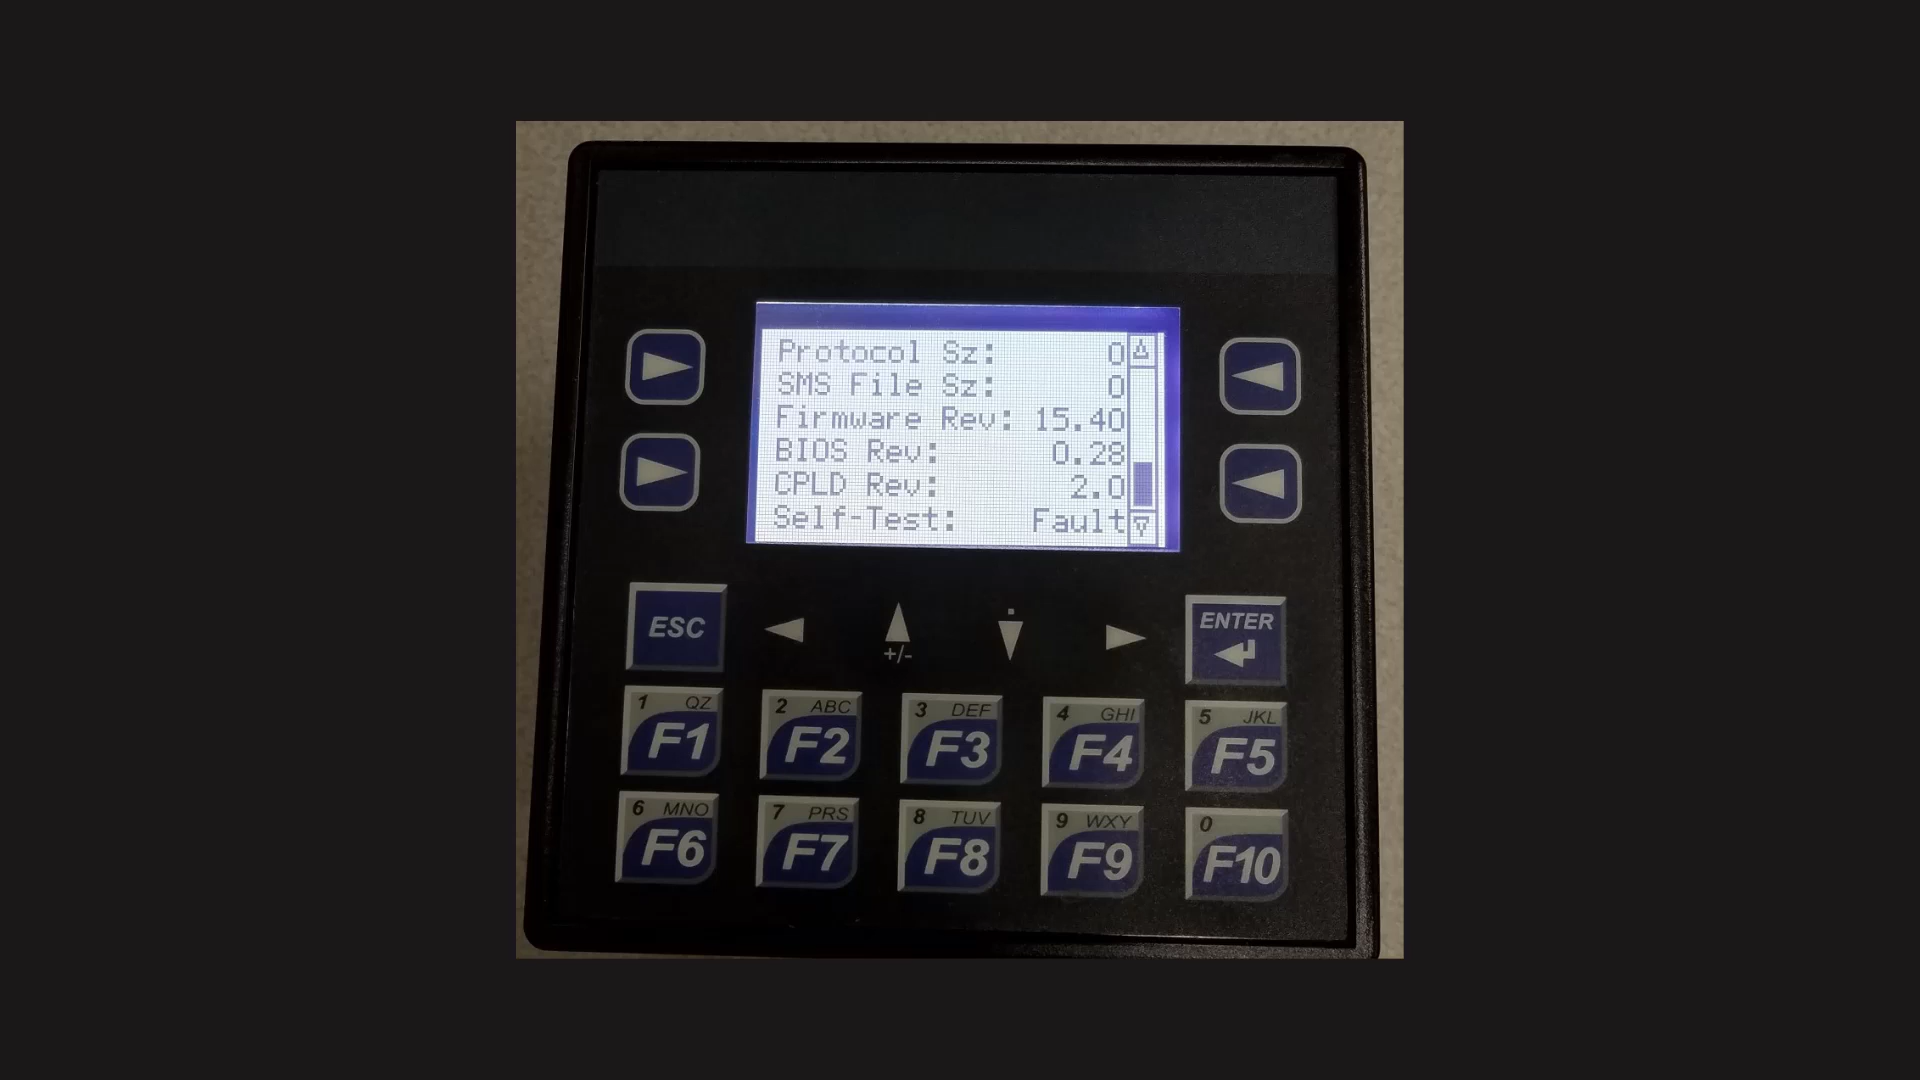 Protocol Sz: 0
SMS File Sz: 0
Firmware Rev: 15.40
BIOS Rev: 0.28
CPLD Rev: 2.0
Self-Test: Fault
ESC
+/-
.
ENTER
1 QZ
F1
2 ABC
F2
3 DEF
F3
4 GHI
F4
5 JKL
F5
6 MNO
F6
7 PRS
F7
8 TUV
F8
9 WXY
F9
0
F10